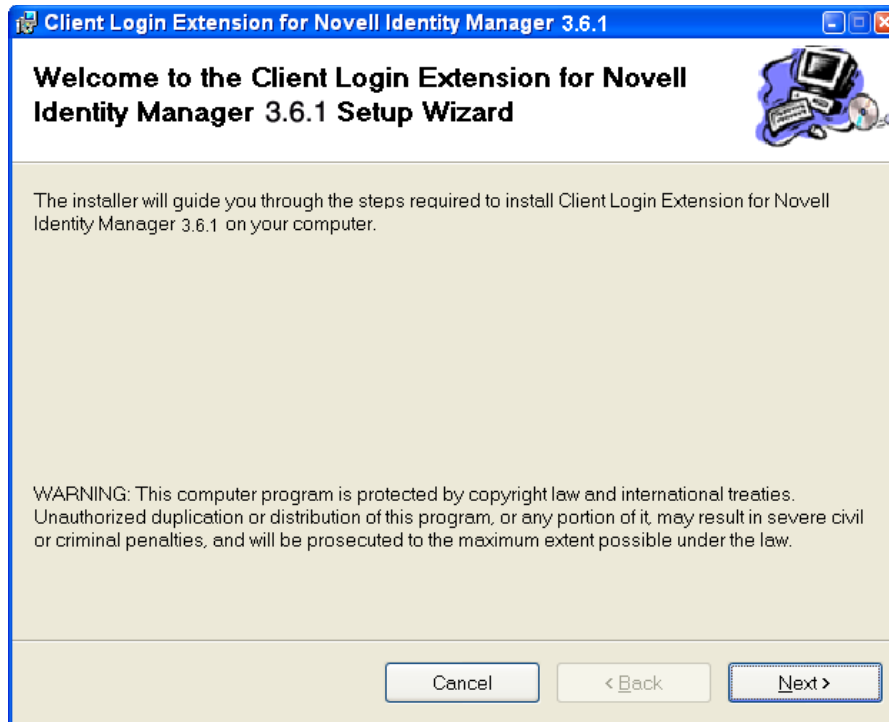 Client Login Extension for Novell Identity Manager 3.6.1
Welcome to the Client Login Extension for Novell
Identity Manager 3.6.1 Setup Wizard
The installer will guide you through the steps required to install Client Login Extension for Novell
Identity Manager 3.6.1 on your computer.
WARNING: This computer program is protected by copyright law and international treaties.
Unauthorized duplication or distribution of this program, or any portion of it, may result in severe civil
or criminal penalties, and will be prosecuted to the maximum extent possible under the law.
Cancel < Back Next >